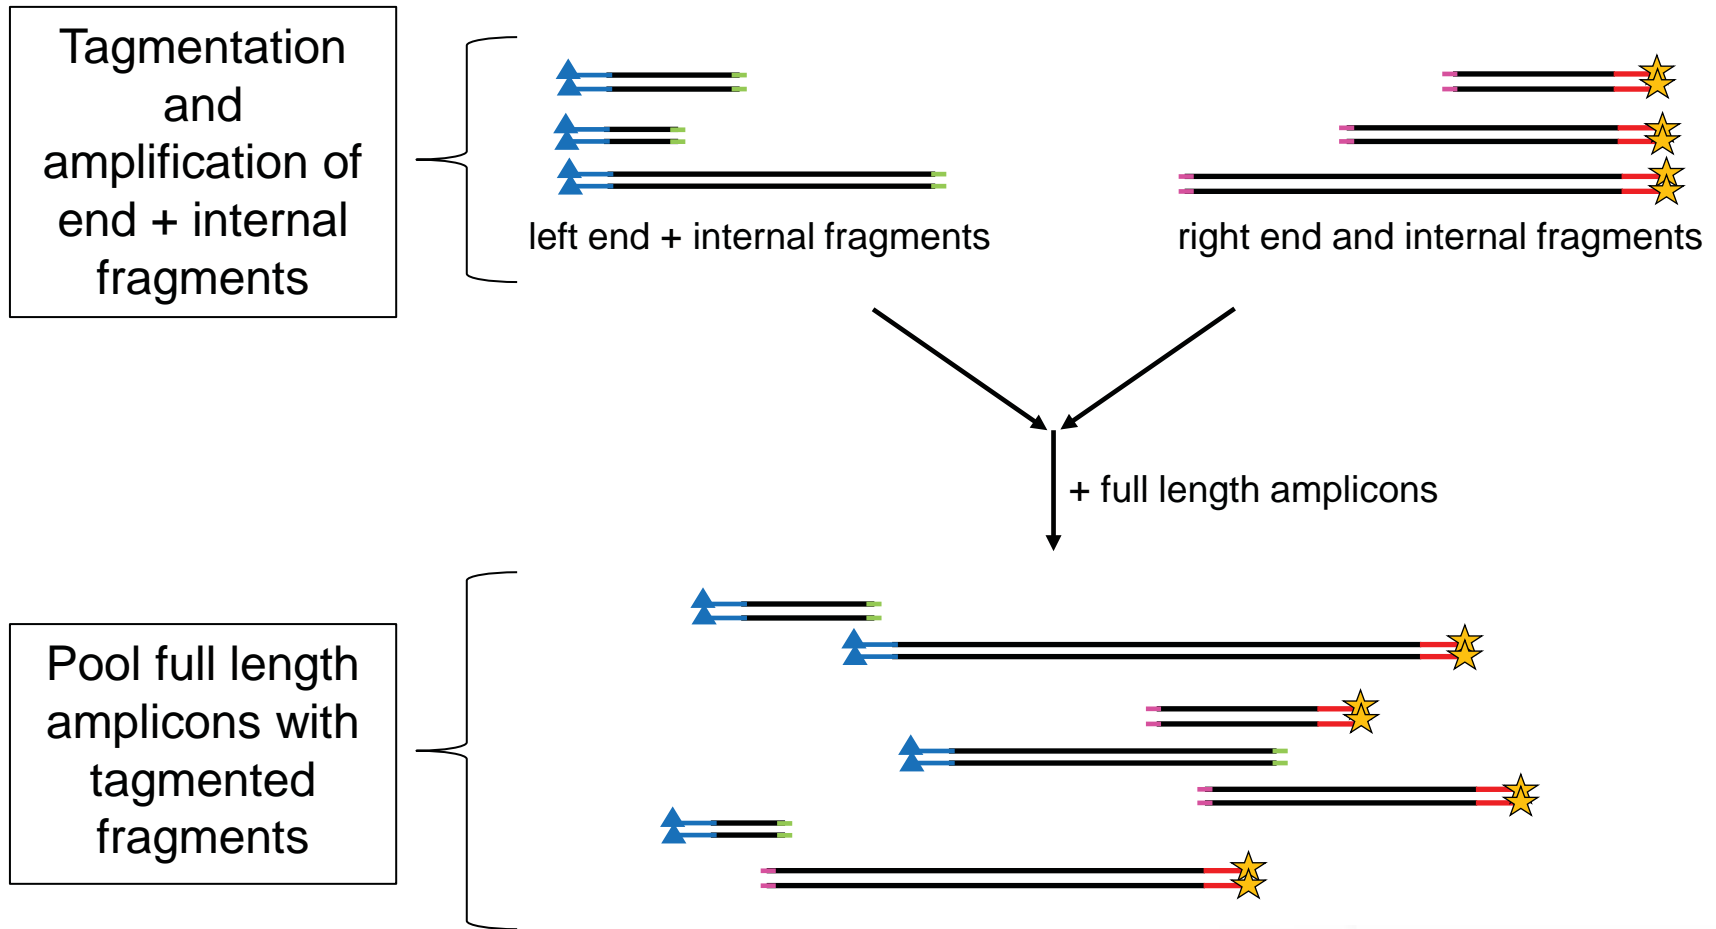 Tagmentation
and
amplification of
end + internal
fragments
left end + internal fragments
right end and internal fragments
+ full length amplicons
Pool full length
amplicons with
tagmented
fragments